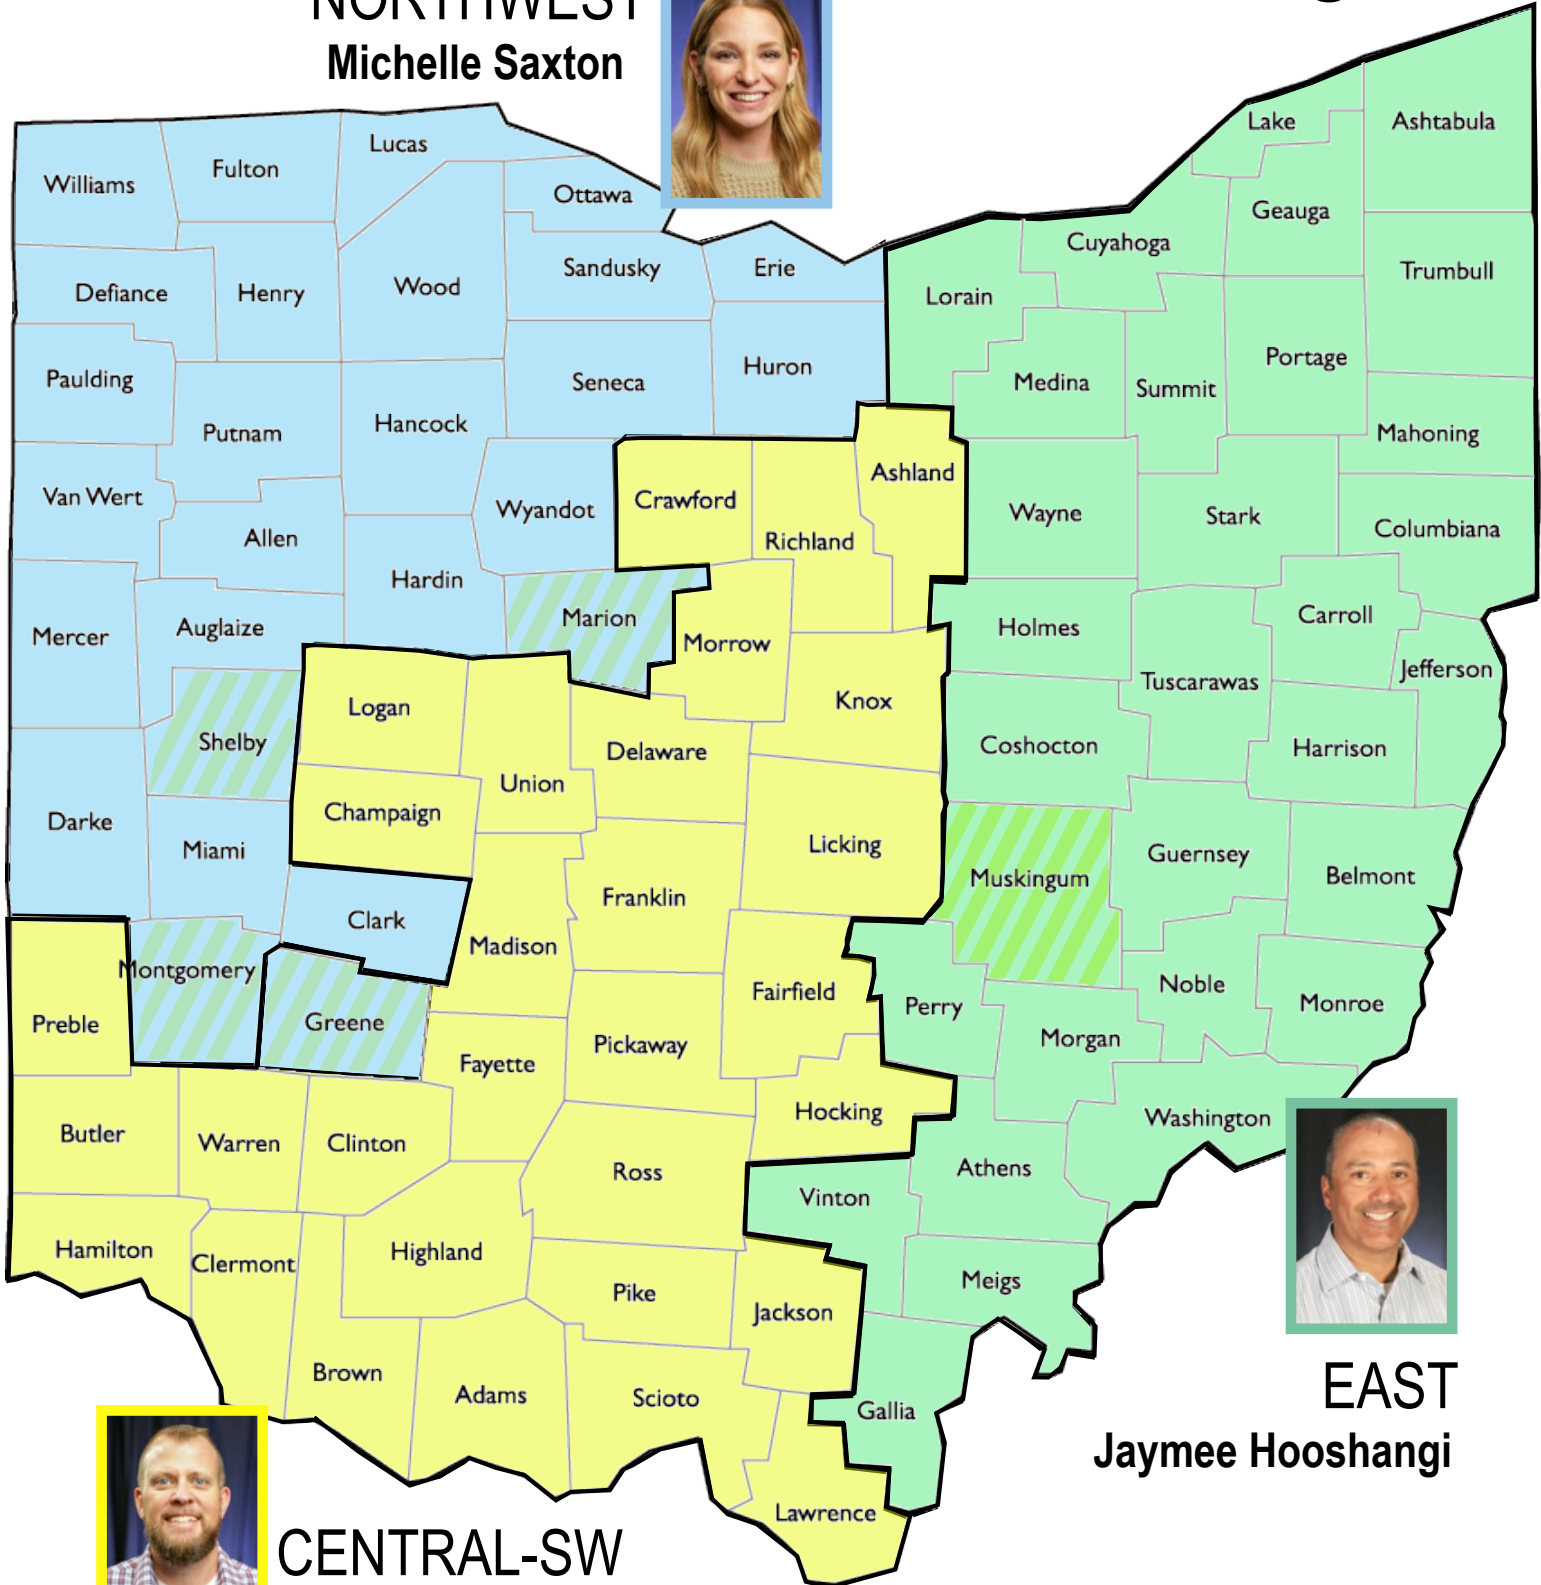 NORTHWEST
Michelle Saxton
Lake
Ashtabula
Lucas
Fulton
Williams
Ottawa
Geauga
Cuyahoga
Sandusky
Erie
Trumbull
Wood
Defiance
Henry
Lorain
Portage
Huron
Paulding
Seneca
Medina
Summit
Hancock
Putnam
Mahoning
Ashland
Van Wert
Crawford
Wyandot
Wayne
Stark
Columbiana
Allen
Richland
Hardin
Marion
Carroll
Auglaize
Holmes
Mercer
Morrow
Jefferson
Tuscarawas
Knox
Logan
Shelby
Delaware
Coshocton
Harrison
Union
Champaign
Darke
Licking
Miami
Guernsey
Muskingum
Belmont
Franklin
Clark
Madison
Montgomery
Fairfield
Noble
Perry
Monroe
Preble
Greene
Morgan
Pickaway
Fayette
Hocking
Washington
Butler
Warren
Clinton
Athens
Ross
Vinton
Hamilton
Highland
Clermont
Meigs
Pike
Jackson
Brown
Adams
Scioto
EAST
Gallia
Jaymee Hooshangi
Lawrence
CENTRAL-SW